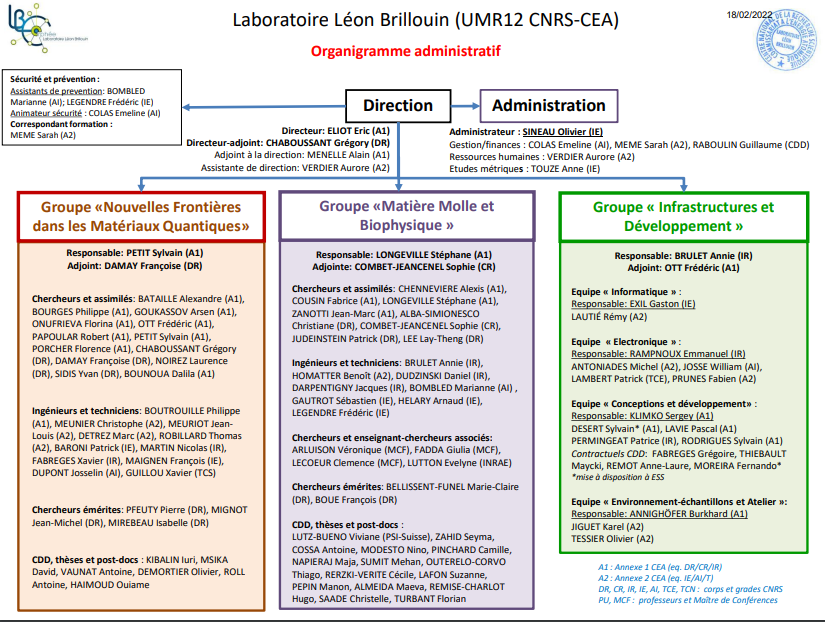 Laboratoire Léon Brillouin (UMR12 CNRS-CEA)
18/02/2022
Laboratoire Léon Brillouin
Organigramme administratif
Sécurité et prévention :
Assistants de prevention: BOMBLED
Marianne (AI); LEGENDRE Frédéric (IE)
Animateur sécurité : COLAS Emeline (AI)
Correspondant formation :
MEME Sarah (A2)
Direction
Administration
Directeur: ELIOT Eric (A1)
Directeur-adjoint: CHABOUSSANT Grégory (DR)
Adjoint à la direction: MENELLE Alain (A1)
Assistante de direction: VERDIER Aurore (A2)
Administrateur : SINEAU Olivier (IE)
Gestion/finances : COLAS Emeline (AI), MEME Sarah (A2), RABOULIN Guillaume (CDD)
Ressources humaines : VERDIER Aurore (A2)
Etudes métriques : TOUZE Anne (IE)
Groupe «Nouvelles Frontières
dans les Matériaux Quantiques»
Responsable: PETIT Sylvain (A1)
Adjoint: DAMAY Françoise (DR)
Chercheurs et assimilés: BATAILLE Alexandre (A1),
BOURGES Philippe (A1), GOUKASSOV Arsen (A1),
ONUFRIEVA Florina (A1), OTT Frédéric (A1),
PAPOULAR Robert (A1), PETIT Sylvain (A1),
PORCHER Florence (A1), CHABOUSSANT Grégory
(DR), DAMAY Françoise (DR), NOIREZ Laurence
(DR), SIDIS Yvan (DR), BOUNOUA Dalila (A1)
Ingénieurs et techniciens: BOUTROUILLE Philippe
(A1), MEUNIER Christophe (A2), MEURIOT Jean-
Louis (A2), DETREZ Marc (A2), ROBILLARD Thomas
(A2), BARONI Patrick (IE), MARTIN Nicolas (IR),
FABREGES Xavier (IR), MAIGNEN François (IE),
DUPONT Josselin (AI), GUILLOU Xavier (TCS)
Chercheurs émérites: PFEUTY Pierre (DR), MIGNOT
Jean-Michel (DR), MIREBEAU Isabelle (DR)
CDD, thèses et post-docs : KIBALIN Iuri, MSIKA
David, VAUNAT Antoine, DEMORTIER Olivier, ROLL
Antoine, HAIMOUD Ouiame
Groupe «Matière Molle et
Biophysique »
Responsable: LONGEVILLE Stéphane (A1)
Adjointe: COMBET-JEANCENEL Sophie (CR)
Chercheurs et assimilés: CHENNEVIERE Alexis (A1),
COUSIN Fabrice (A1), LONGEVILLE Stéphane (A1),
ZANOTTI Jean-Marc (A1), ALBA-SIMIONESCO
Christiane (DR), COMBET-JEANCENEL Sophie (CR)
JUDEINSTEIN Patrick (DR), LEE Lay-Theng (DR)
Ingénieurs et techniciens: BRULET Annie (IR),
HOMATTER Benoît (A2), DUDZINSKI Daniel (IR),
DARPENTIGNY Jacques (IR), BOMBLED Marianne (AI) ,
GAUTROT Sébastien (IE), HELARY Arnaud (IE),
LEGENDRE Frédéric (IE)
Chercheurs et enseignant-chercheurs associés:
ARLUISON Véronique (MCF), FADDA Giulia (MCF),
LECOEUR Clemence (MCF), LUTTON Evelyne (INRAE)
Chercheurs émérites: BELLISSENT-FUNEL Marie-Claire
(DR), BOUE François (DR)
CDD, thèses et post-docs :
LUTZ-BUENO Viviane (PSI-Suisse), ZAHID Seyma,
COSSA Antoine, MODESTO Nino, PINCHARD Camille,
NAPIERAJ Maja, SUMIT Mehan, OUTERELO-CORVO
Thiago, RERZKI-VERITE Cécile, LAFON Suzanne,
PEPIN Manon, ALMEIDA Maeva, REMISE-CHARLOT
Hugo, SAADE Christelle, TURBANT Florian
Groupe « Infrastructures et
Développement »
Responsable: BRULET Annie (IR)
Adjoint: OTT Frédéric (A1)
Equipe « Informatique » :
Responsable: EXIL Gaston (IE)
LAUTIÉ Rémy (A2)
Equipe « Electronique » :
Responsable: RAMPNOUX Emmanuel (IR)
ANTONIADES Michel (A2), JOSSE William (AI),
LAMBERT Patrick (TCE), PRUNES Fabien (A2)
Equipe « Conceptions et développement» :
Responsable: KLIMKO Sergey (A1)
DESERT Sylvain* (A1), LAVIE Pascal (A1)
PERMINGEAT Patrice (IR), RODRIGUES Sylvain (A1)
Contractuels CDD: FABREGES Grégoire, THIEBAULT
Maycki, REMOT Anne-Laure, MOREIRA Fernando*
*mise à disposition à ESS
Equipe « Environnement-échantillons et Atelier »:
Responsable: ANNIGHÖFER Burkhard (A1)
JIGUET Karel (A2)
TESSIER Olivier (A2)
A1 : Annexe 1 CEA (eq. DR/CR/IR)
A2 : Annexe 2 CEA (eq. IE/AI/T)
DR, CR, IR, IE, AI, TCE, TCN : corps et grades CNRS
PU, MCF : professeurs et Maître de Conférences